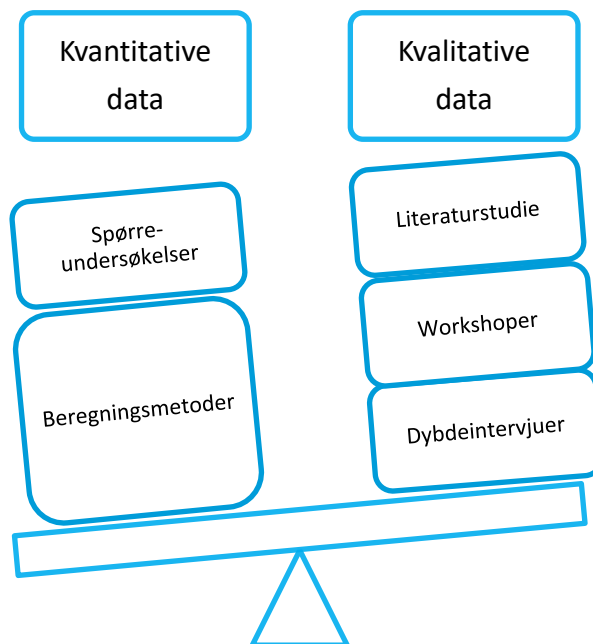 Kvantitative
data
Kvalitative
data
Spørre-
undersøkelser
Beregningsmetoder
Literaturstudie
Workshoper
Dybdeintervjuer